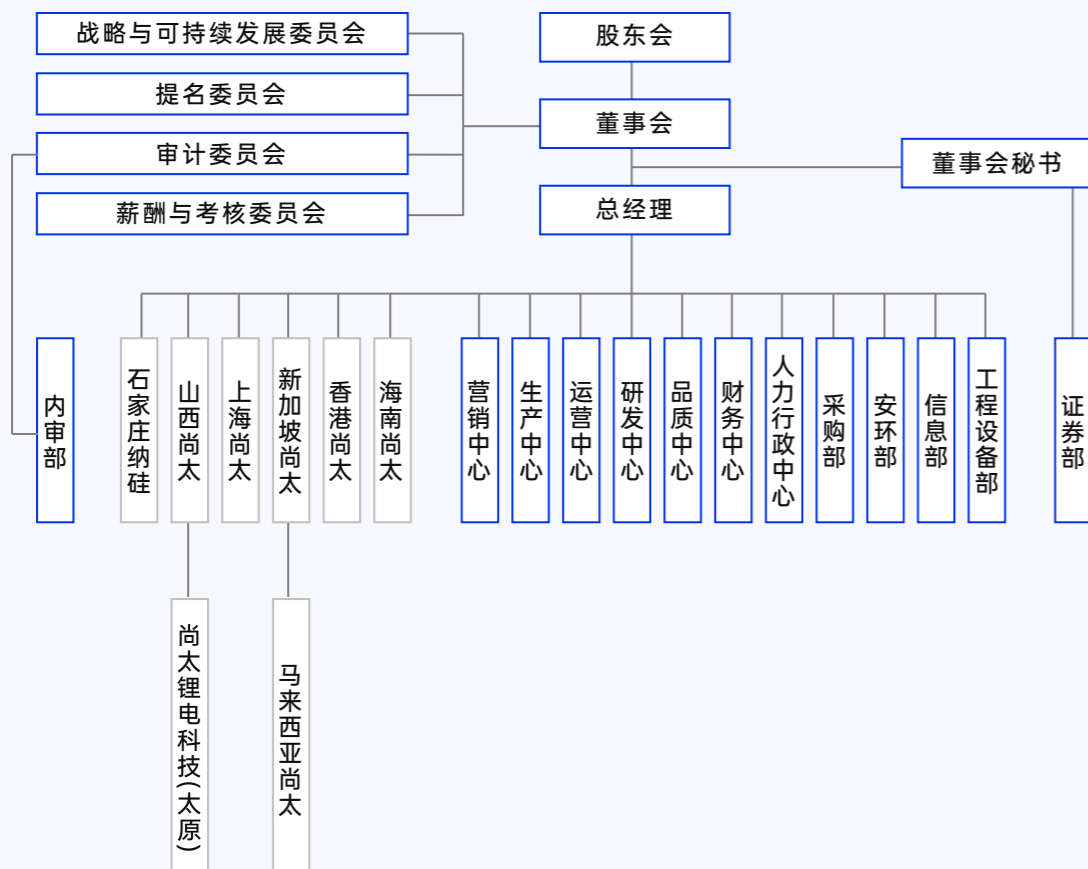 战略与可持续发展委员会
股东会
提名委员会
董事会
审计委员会
董事会秘书
薪酬与考核委员会
总经理
内审部
石家庄纳硅
山西尚太
上海尚太
新加坡尚太
香港尚太
海南尚太
营销中心
生产中心
运营中心
研发中心
品质中心
财务中心
人力行政中心
采购部
安环部
信息部
工程设备部
证券部
尚太锂电科技(太原)
马来西亚尚太